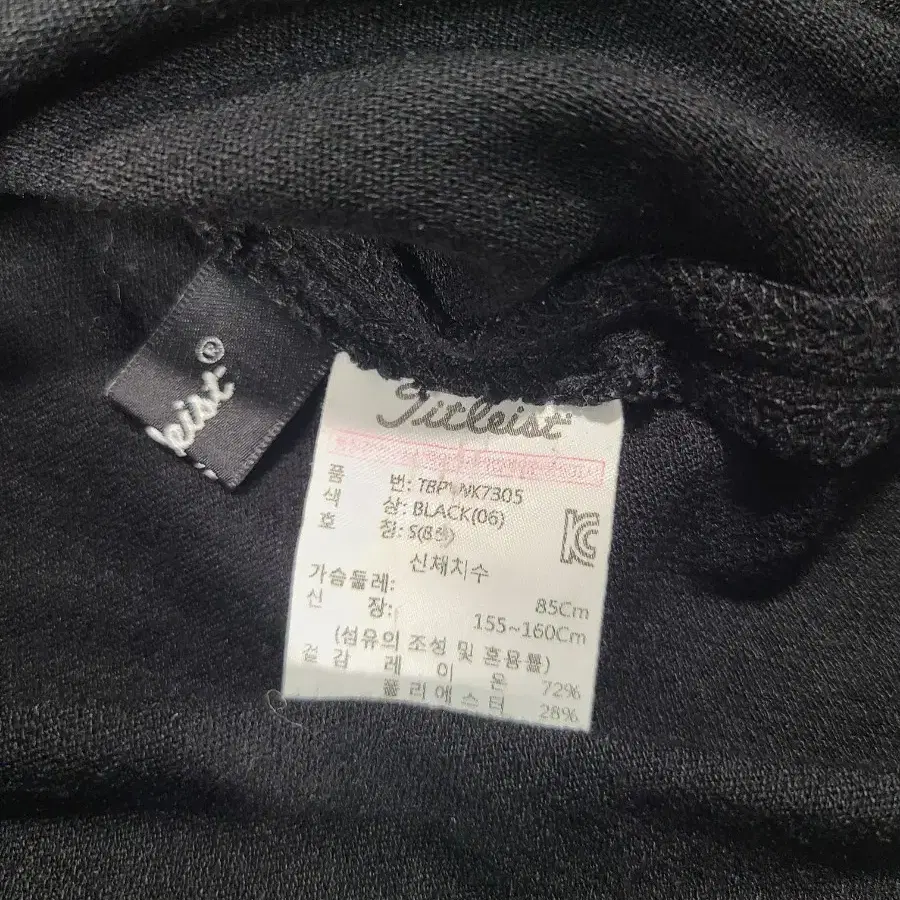 ®
leist
Titleist
품 번: TBP NK7305
색 상: BLACK(06)
호 칭: S(85)
신체치수
가슴둘레: 85Cm
신 장: 155~160Cm
(섬유의 조성 및 혼용률)
겉감 레 이 온 72%
폴리에스터 28%